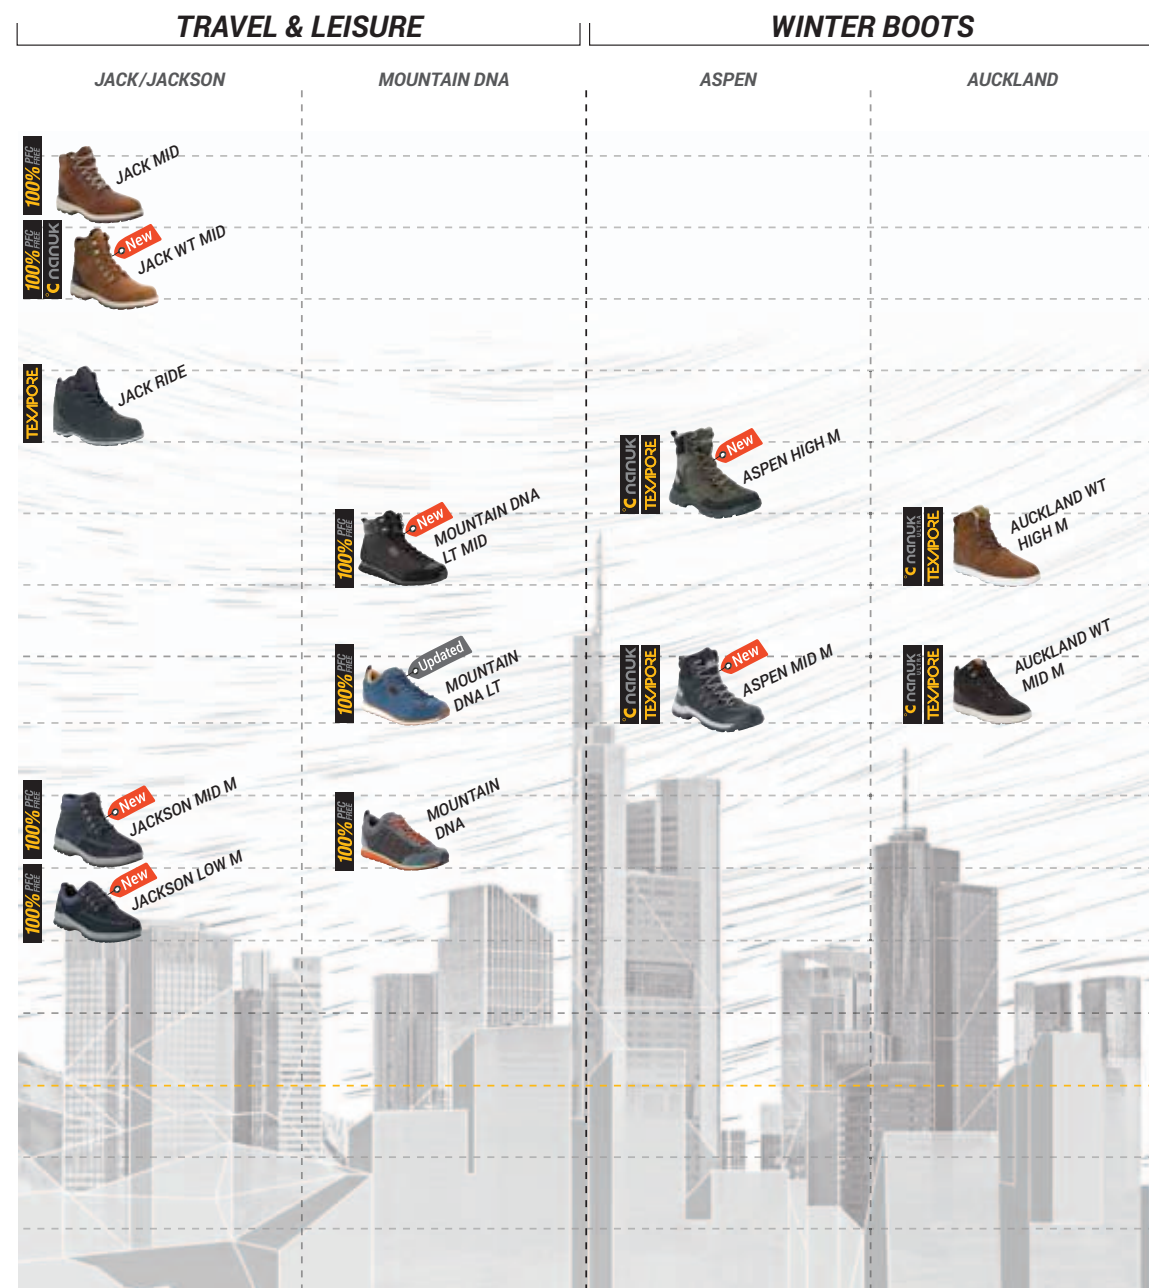 TRAVEL & LEISURE
WINTER BOOTS
JACK/JACKSON
MOUNTAIN DNA
ASPEN
AUCKLAND
100% PFC FREE
JACK MID
100% PFC FREE
°C nanuk
New
JACK WT MID
TEXAPORE
JACK RIDE
°C nanuk
TEXAPORE
New
ASPEN HIGH M
100% PFC FREE
New
MOUNTAIN DNA
LT MID
°C nanuk ULTRA
TEXAPORE
AUCKLAND WT
HIGH M
100% PFC FREE
Updated
MOUNTAIN
DNA LT
°C nanuk
TEXAPORE
New
ASPEN MID M
°C nanuk ULTRA
TEXAPORE
AUCKLAND WT
MID M
100% PFC FREE
New
JACKSON MID M
100% PFC FREE
MOUNTAIN
DNA
100% PFC FREE
New
JACKSON LOW M